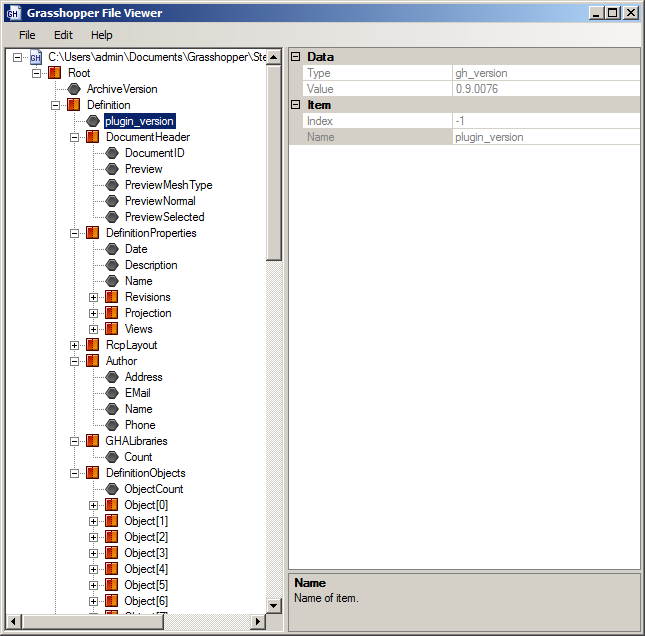 Grasshopper File Viewer
File Edit Help
C:\Users\admin\Documents\Grasshopper\Ste
Root
ArchiveVersion
Definition
plugin_version
DocumentHeader
DocumentID
Preview
PreviewMeshType
PreviewNormal
PreviewSelected
DefinitionProperties
Date
Description
Name
Revisions
Projection
Views
RcpLayout
Author
Address
EMail
Name
Phone
GHALibraries
Count
DefinitionObjects
ObjectCount
Object[0]
Object[1]
Object[2]
Object[3]
Object[4]
Object[5]
Object[6]
Data
Type gh_version
Value 0.9.0076
Item
Index -1
Name plugin_version
Name
Name of item.